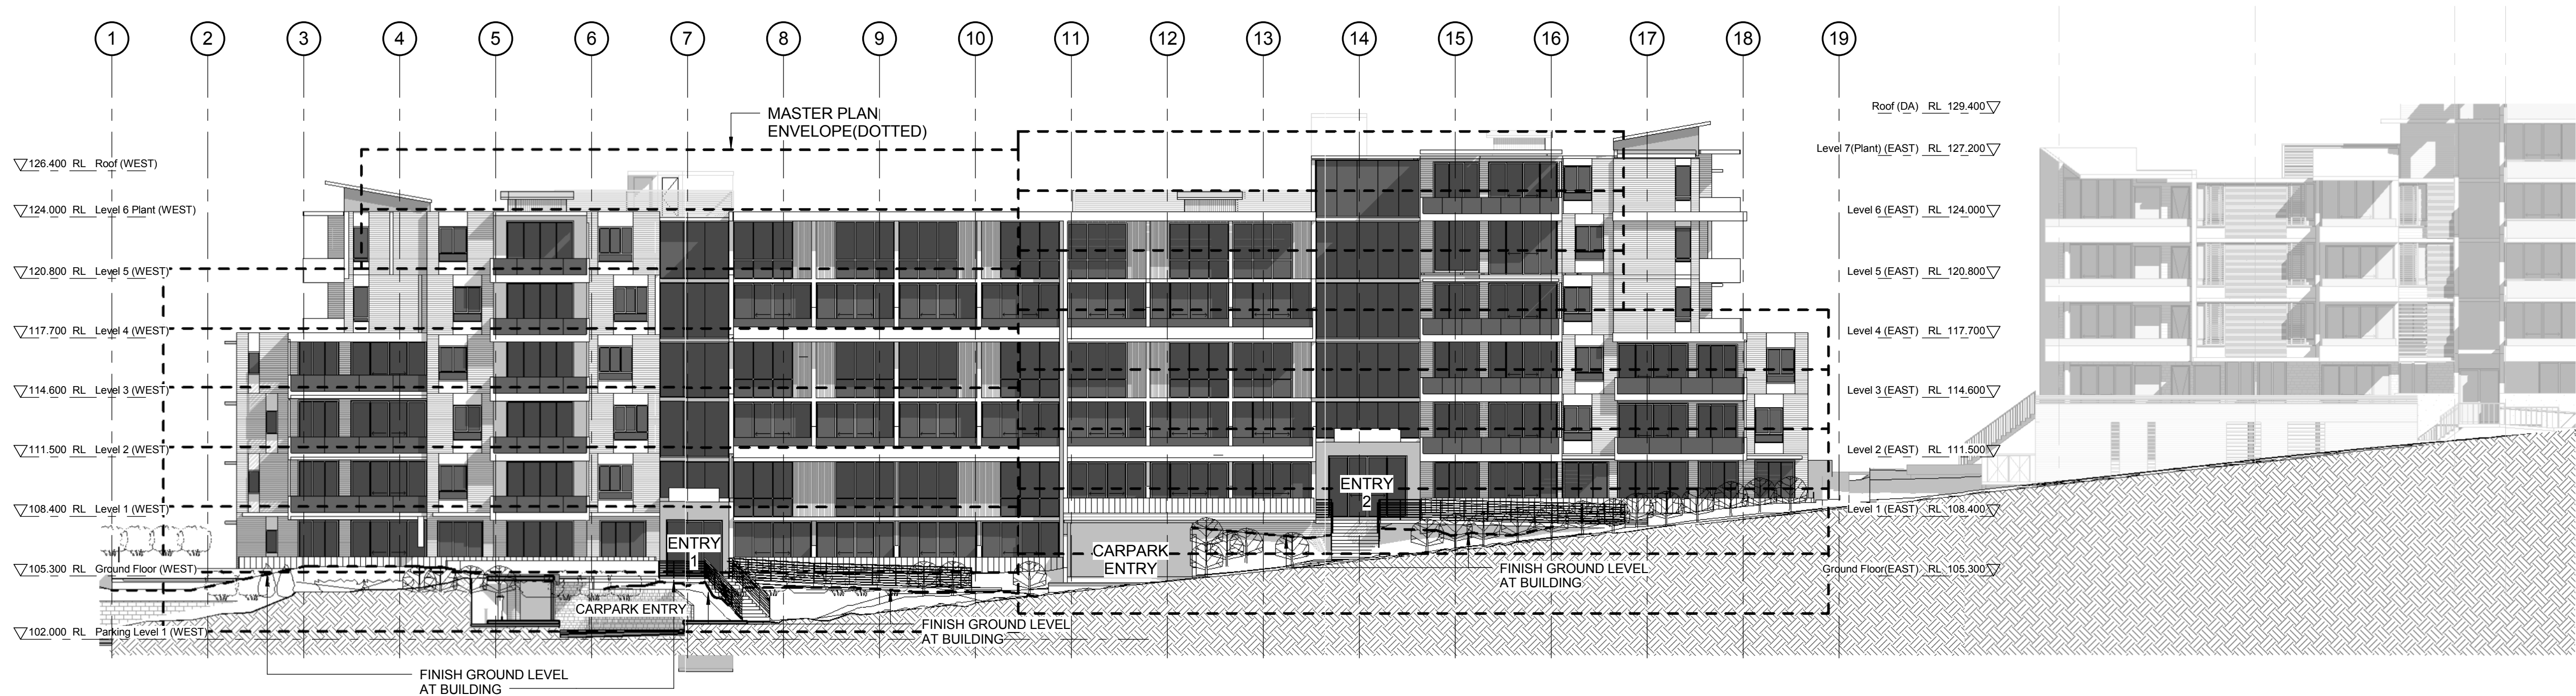 1 2 3 4 5 6 7 8 9 10 11 12 13 14 15 16 17 18 19
MASTER PLAN
ENVELOPE(DOTTED)
126.400 RL Roof (WEST)
124.000 RL Level 6 Plant (WEST)
120.800 RL Level 5 (WEST)
117.700 RL Level 4 (WEST)
114.600 RL Level 3 (WEST)
111.500 RL Level 2 (WEST)
108.400 RL Level 1 (WEST)
105.300 RL Ground Floor (WEST)
102.000 RL Parking Level 1 (WEST)
Roof (DA) RL 129.400
Level 7(Plant) (EAST) RL 127.200
Level 6 (EAST) RL 124.000
Level 5 (EAST) RL 120.800
Level 4 (EAST) RL 117.700
Level 3 (EAST) RL 114.600
Level 2 (EAST) RL 111.500
Level 1 (EAST) RL 108.400
Ground Floor(EAST) RL 105.300
ENTRY
1
ENTRY
2
CARPARK
ENTRY
CARPARK ENTRY
FINISH GROUND LEVEL
AT BUILDING
FINISH GROUND LEVEL
AT BUILDING
FINISH GROUND LEVEL
AT BUILDING